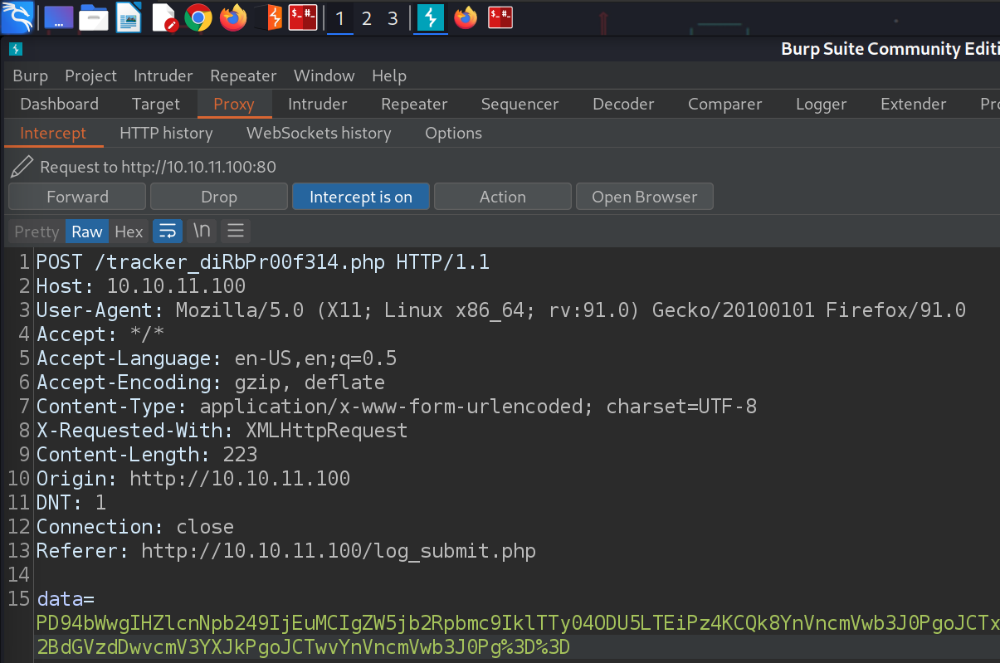 1 2 3
Burp Suite Community Editi
Burp Project Intruder Repeater Window Help
Dashboard Target Proxy Intruder Repeater Sequencer Decoder Comparer Logger Extender Pr
Intercept HTTP history WebSockets history Options
Request to http://10.10.11.100:80
Forward Drop Intercept is on Action Open Browser
Pretty Raw Hex \n
1 POST /tracker_diRbPr00f314.php HTTP/1.1
2 Host: 10.10.11.100
3 User-Agent: Mozilla/5.0 (X11; Linux x86_64; rv:91.0) Gecko/20100101 Firefox/91.0
4 Accept: */*
5 Accept-Language: en-US,en;q=0.5
6 Accept-Encoding: gzip, deflate
7 Content-Type: application/x-www-form-urlencoded; charset=UTF-8
8 X-Requested-With: XMLHttpRequest
9 Content-Length: 223
10 Origin: http://10.10.11.100
11 DNT: 1
12 Connection: close
13 Referer: http://10.10.11.100/log_submit.php
14
15 data=
PD94bWwgIHZlcnNpb249IjEuMCIgZW5jb2Rpbmc9IklTTy04ODU5LTEiPz4KCQk8YnVncmVwb3J0PgoJCTx
2BdGVzdDwvcmV3YXJkPgoJCTwvYnVncmVwb3J0Pg%3D%3D